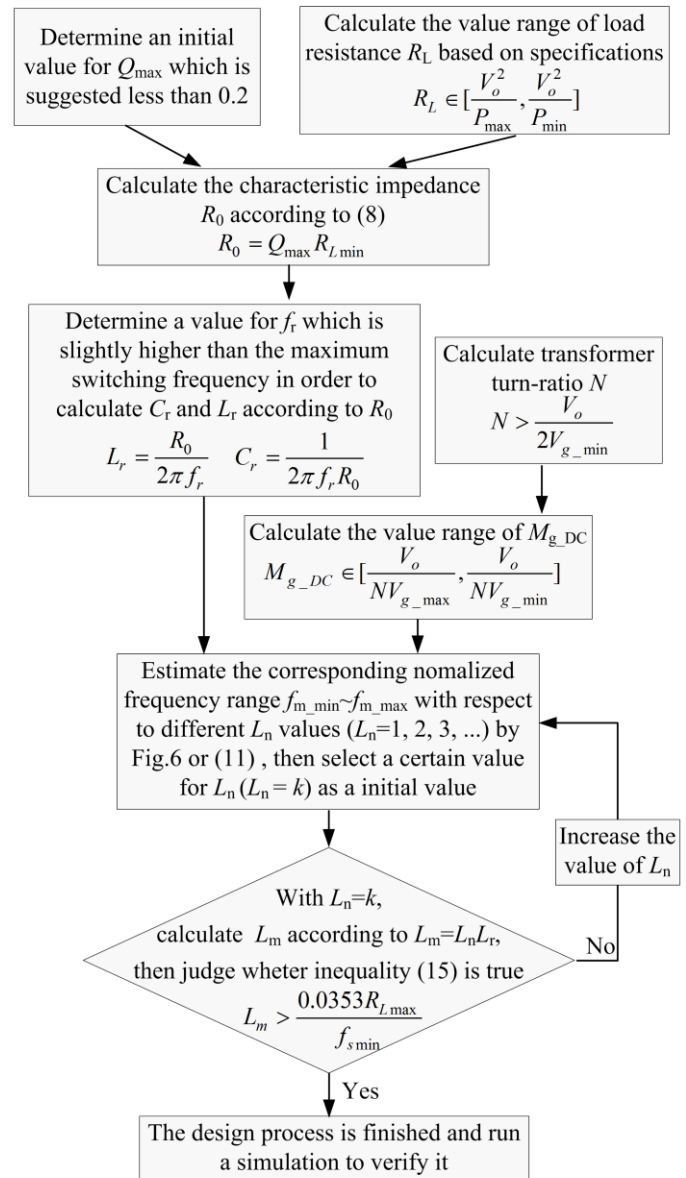 Determine an initial
value for Q_max which is
suggested less than 0.2
Calculate the value range of load
resistance R_L based on specifications
R_L ∈ [V_o^2/P_max, V_o^2/P_min]
Calculate the characteristic impedance
R_0 according to (8)
R_0 = Q_max R_Lmin
Determine a value for f_r which is
slightly higher than the maximum
switching frequency in order to
calculate C_r and L_r according to R_0
L_r = R_0/(2π f_r) C_r = 1/(2π f_r R_0)
Calculate transformer
turn-ratio N
N > V_o/(2V_g_min)
Calculate the value range of M_g_DC
M_g_DC ∈ [V_o/(NV_g_max), V_o/(NV_g_min)]
Estimate the corresponding nomalized
frequency range f_m_min~f_m_max with respect
to different L_n values (L_n=1, 2, 3, ...) by
Fig.6 or (11) , then select a certain value
for L_n (L_n = k) as a initial value
Increase the
value of L_n
With L_n=k,
calculate L_m according to L_m=L_nL_r,
then judge wheter inequality (15) is true
L_m > 0.0353R_Lmax/f_smin
No
Yes
The design process is finished and run
a simulation to verify it